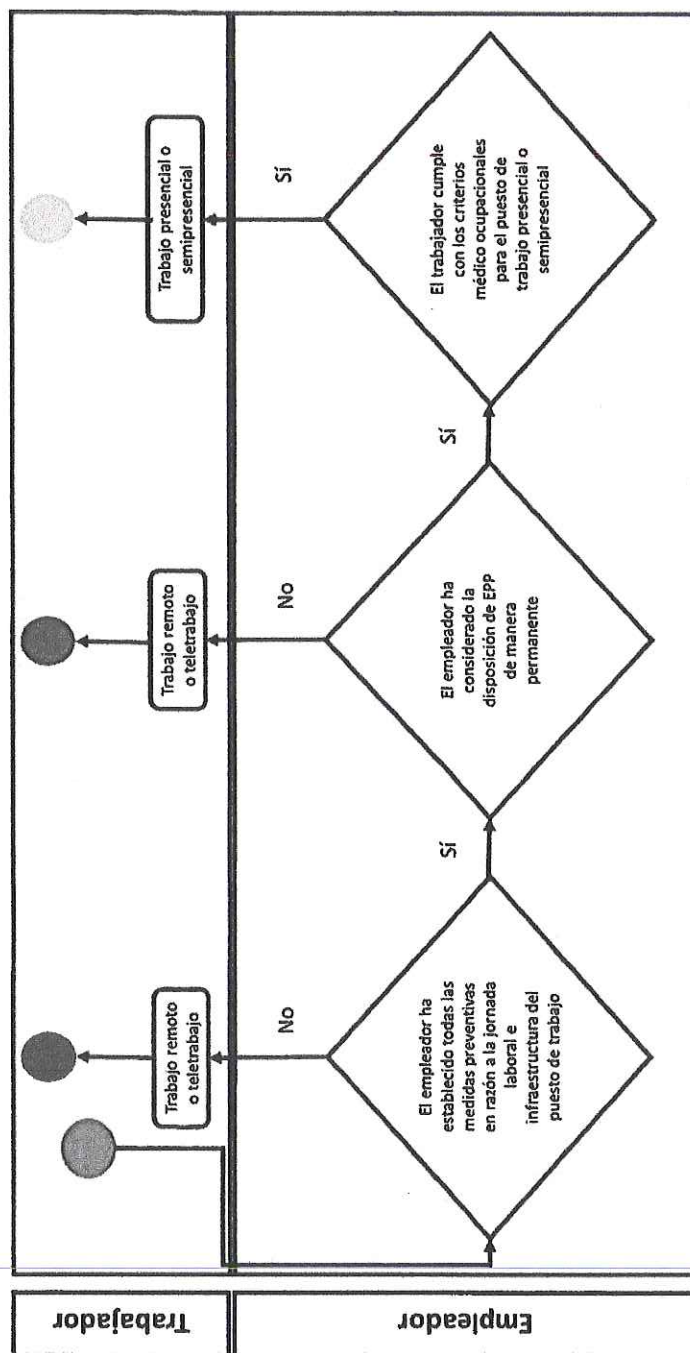 Trabajador
Trabajo remoto
o teletrabajo
Trabajo remoto
o teletrabajo
Trabajo presencial o
semipresencial
Empleador
No
No
Sí
El empleador ha
establecido todas las
medidas preventivas
en razón a la jornada
laboral e
infraestructura del
puesto de trabajo
Sí
El empleador ha
considerado la
disposición de EPP
de manera
permanente
Sí
El trabajador cumple
con los criterios
médico ocupacionales
para el puesto de
trabajo presencial o
semipresencial